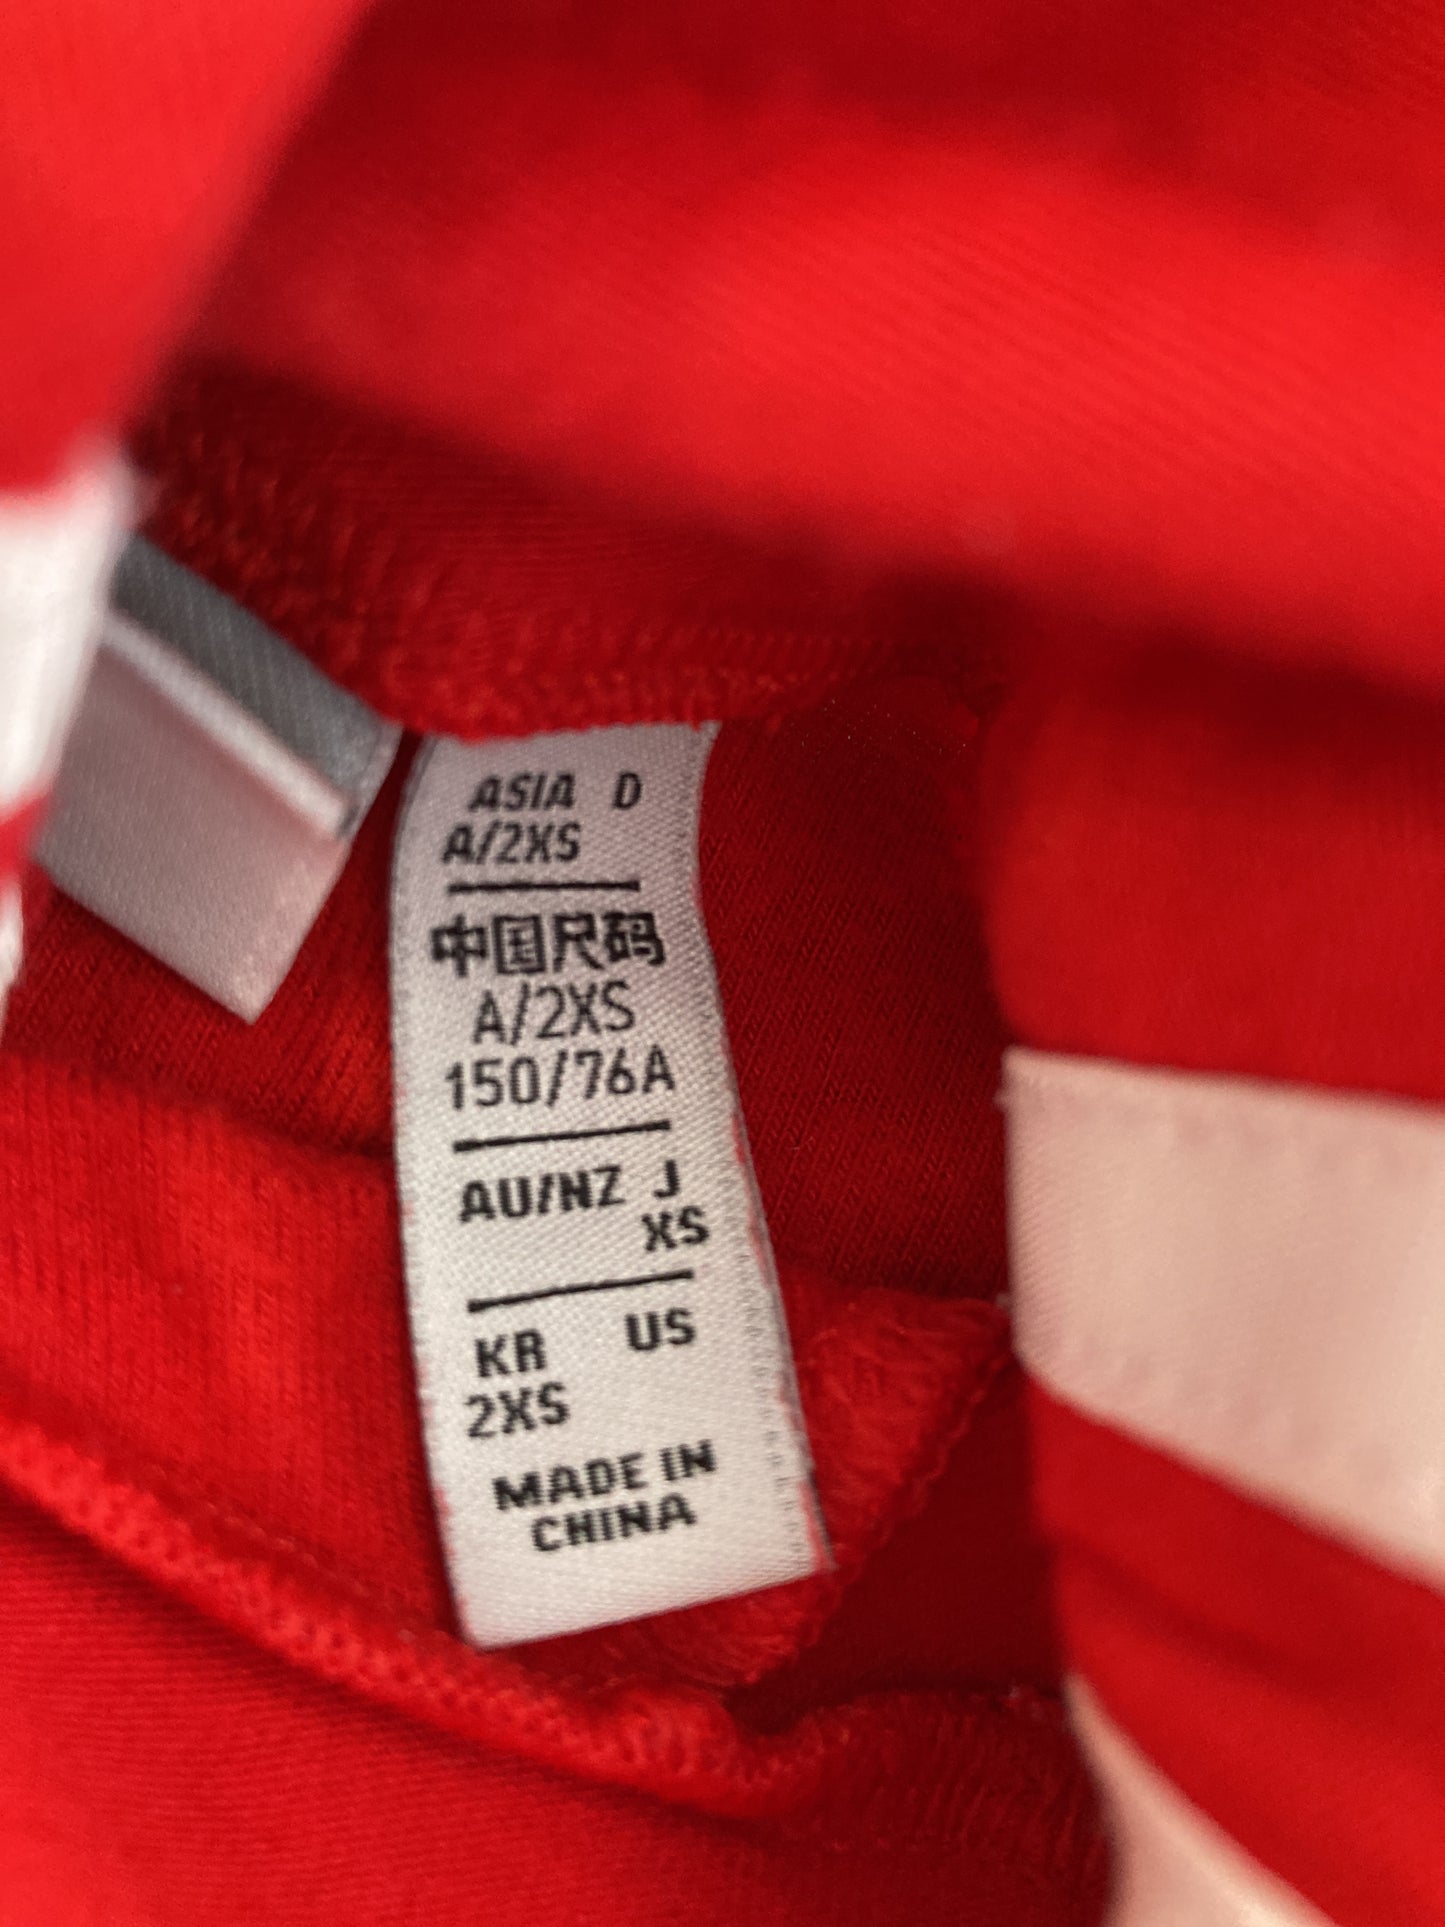 ASIA D
A/2XS
中国尺码
A/2XS
150/76A
AU/NZ J
XS
KR US
2XS
MADE IN
CHINA